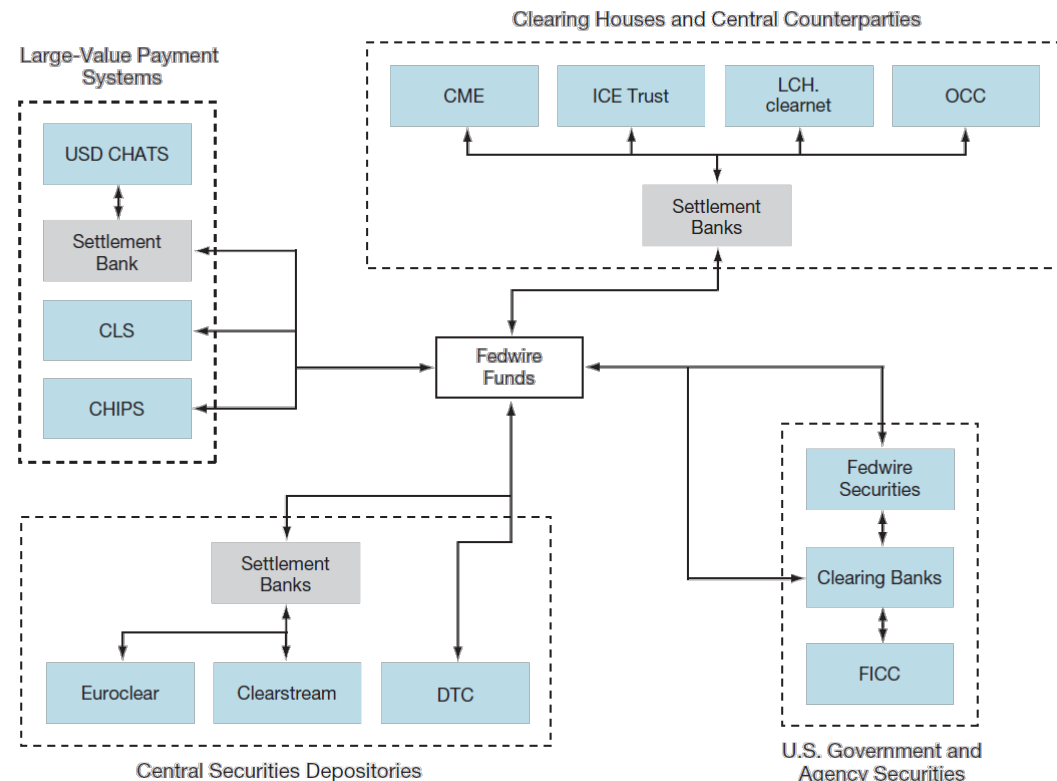 Clearing Houses and Central Counterparties
Large-Value Payment
Systems
CME
ICE Trust
LCH.
clearnet
OCC
USD CHATS
Settlement
Banks
Settlement
Bank
CLS
CHIPS
Fedwire
Funds
Fedwire
Securities
Clearing Banks
FICC
U.S. Government and
Agency Securities
Settlement
Banks
Euroclear
Clearstream
DTC
Central Securities Depositories